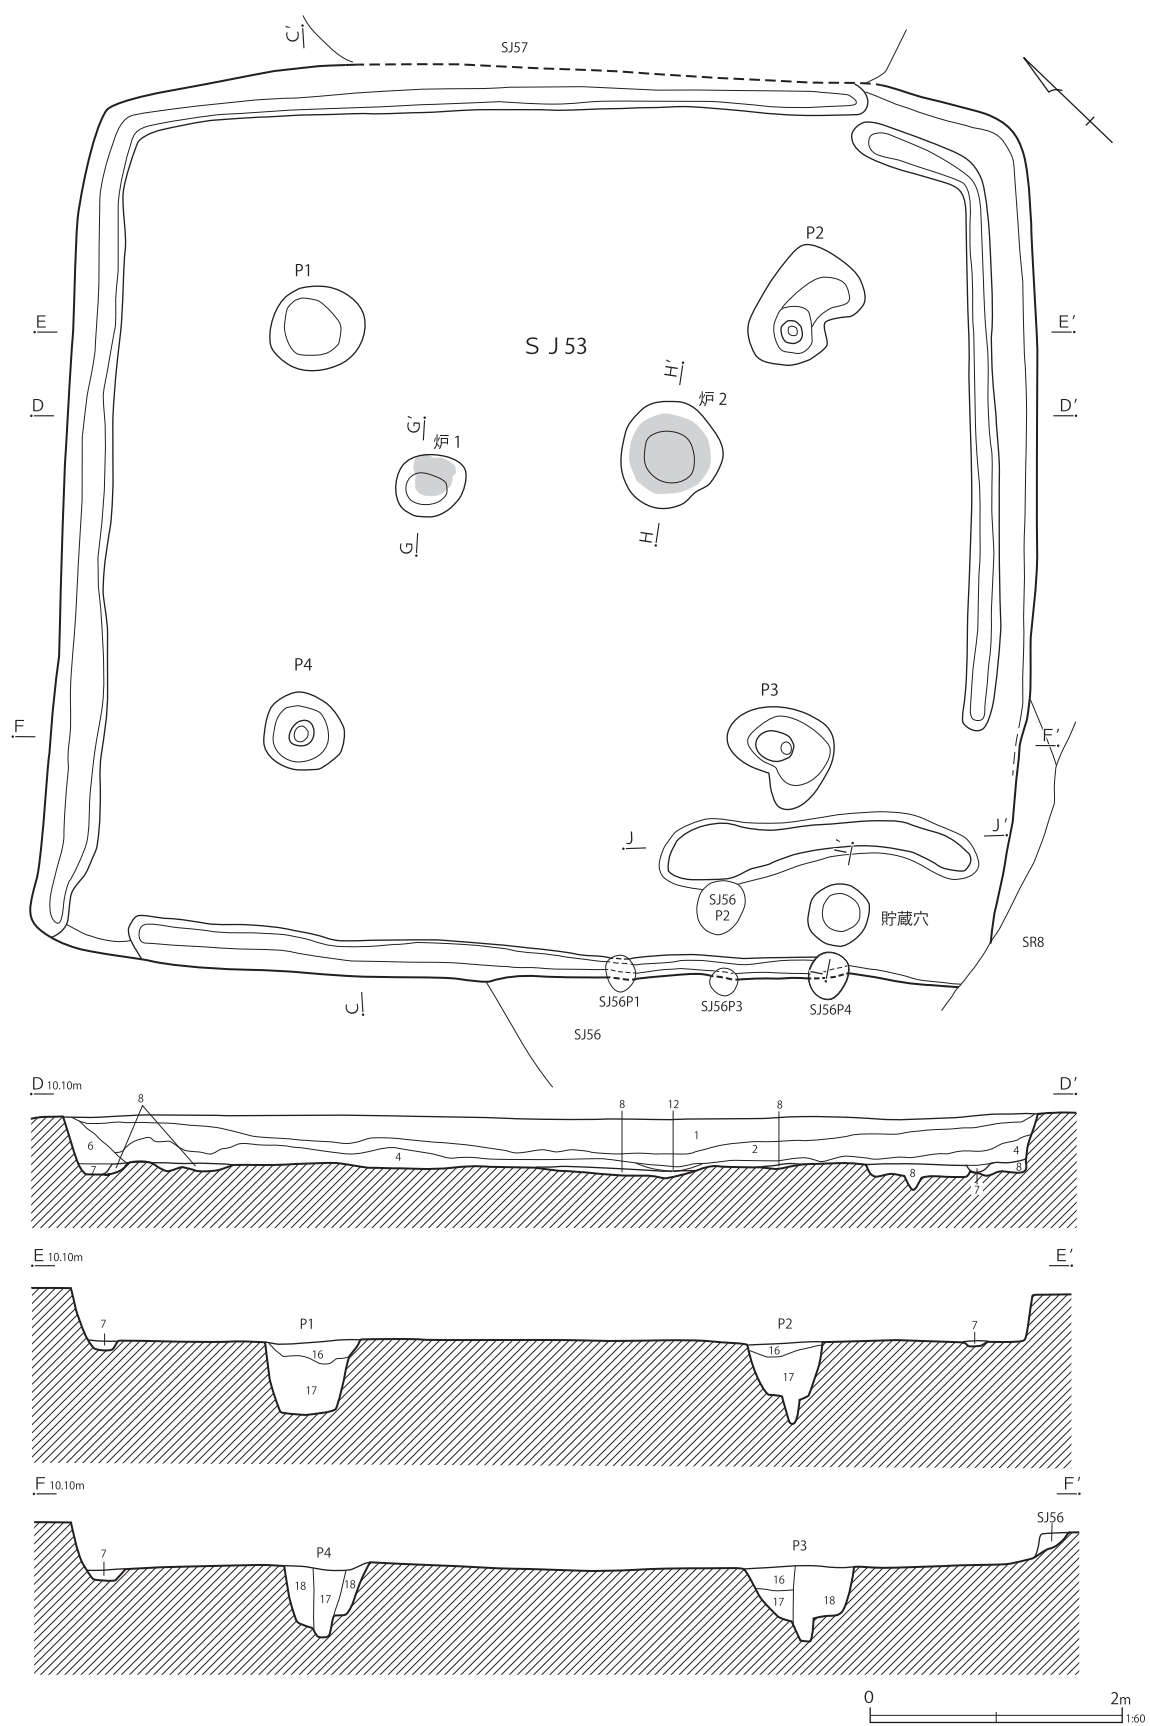 C′
SJ57
P2
P1
E
E′
SJ53
H′
D
炉2
D′
G′
炉1
H
G
P4
P3
F
F′
J
I′
J′
SJ56
P2
貯蔵穴
SR8
I
C
SJ56P1
SJ56P3
SJ56P4
SJ56
D 10.10m
D′
8
8
12
8
1
6
2
4
4
7
8
8
7
E 10.10m
E′
7
P1
P2
7
16
16
17
17
F 10.10m
F′
SJ56
7
P4
P3
18
18
16
17
17
18
0
2m
1:60